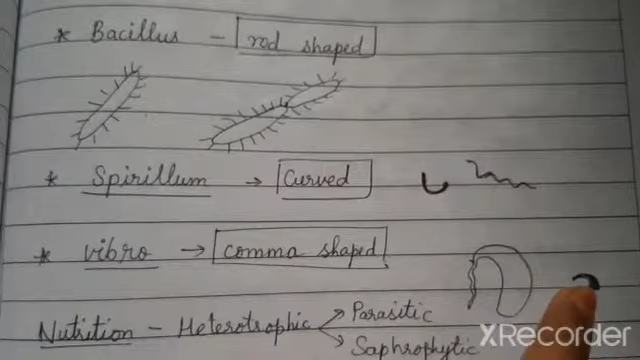 * Bacillus - rod shaped
* Spirillum → Curved
* vibro → comma shaped
Nutrition - Heterotrophic → Parasitic
→ Saphrophytic
XRecorder